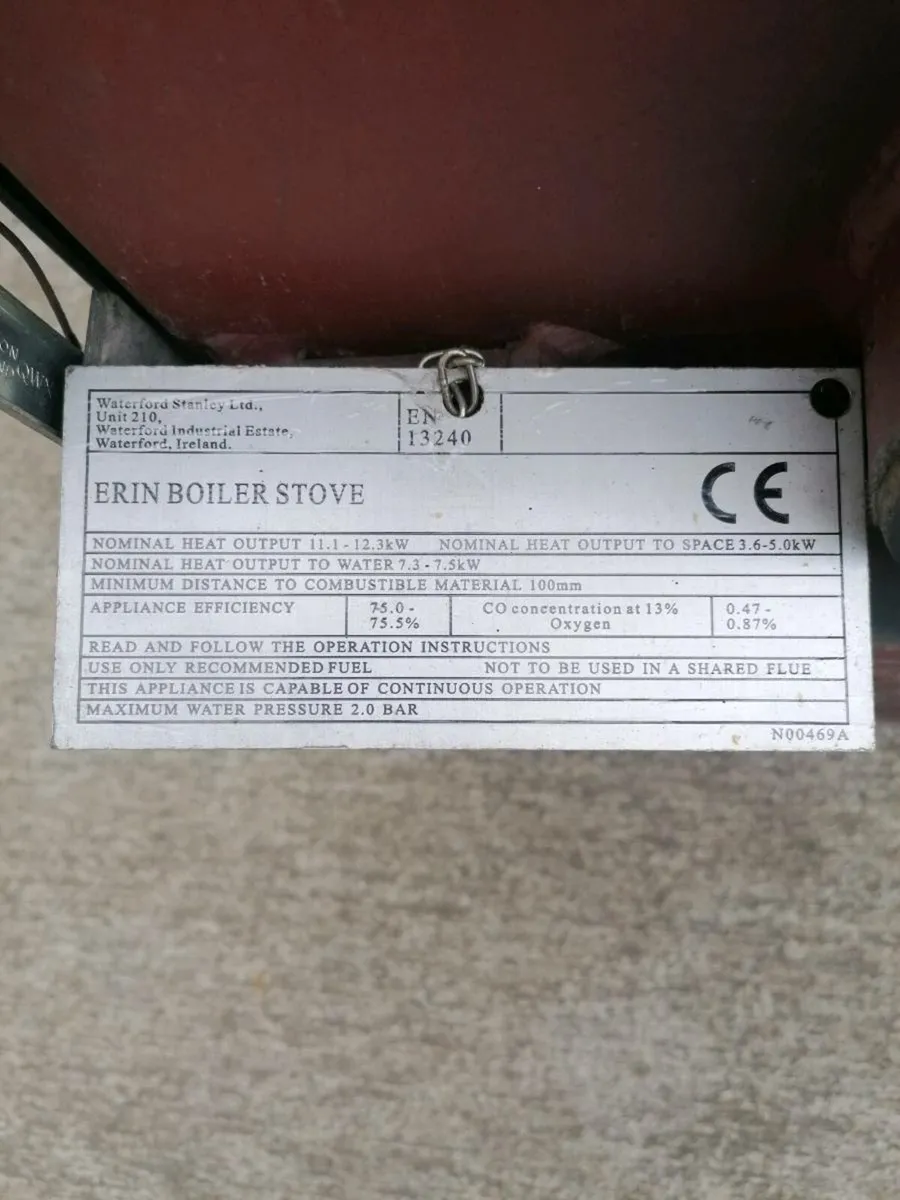 Waterford Stanley Ltd.,
Unit 210,
Waterford Industrial Estate,
Waterford, Ireland.
EN
13240
ERIN BOILER STOVE
CE
NOMINAL HEAT OUTPUT 11.1 - 12.3kW NOMINAL HEAT OUTPUT TO SPACE 3.6-5.0kW
NOMINAL HEAT OUTPUT TO WATER 7.3 - 7.5kW
MINIMUM DISTANCE TO COMBUSTIBLE MATERIAL 100mm
APPLIANCE EFFICIENCY
75.0 -
75.5%
CO concentration at 13%
Oxygen
0.47 -
0.87%
READ AND FOLLOW THE OPERATION INSTRUCTIONS
USE ONLY RECOMMENDED FUEL NOT TO BE USED IN A SHARED FLUE
THIS APPLIANCE IS CAPABLE OF CONTINUOUS OPERATION
MAXIMUM WATER PRESSURE 2.0 BAR
N00469A